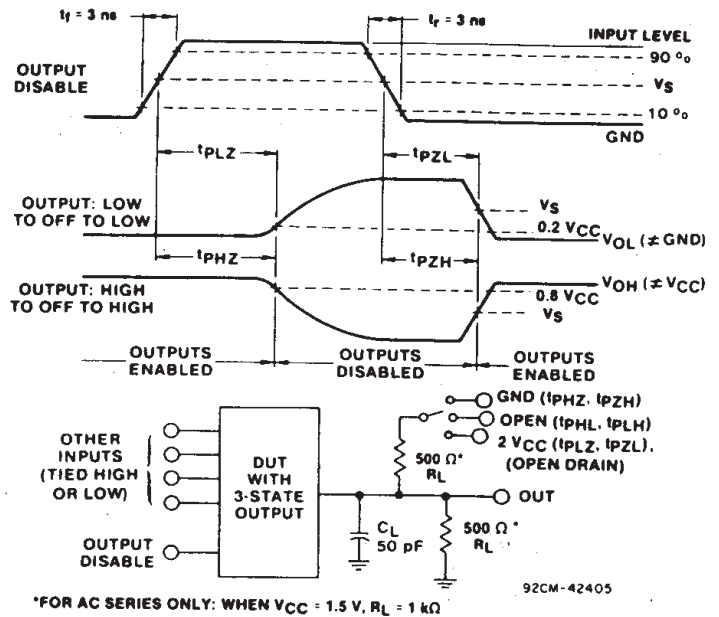 tf = 3 ns
tr = 3 ns
INPUT LEVEL
90 %
OUTPUT DISABLE
VS
10 %
GND
tPLZ
tPZL
OUTPUT: LOW TO OFF TO LOW
VS
0.2 VCC
VOL (≠ GND)
tPHZ
tPZH
OUTPUT: HIGH TO OFF TO HIGH
VOH (≠ VCC)
0.8 VCC
VS
OUTPUTS ENABLED
OUTPUTS DISABLED
OUTPUTS ENABLED
GND (tPHZ, tPZH)
OPEN (tPHL, tPLH)
2 VCC (tPLZ, tPZL),
(OPEN DRAIN)
OTHER INPUTS (TIED HIGH OR LOW)
DUT WITH 3-STATE OUTPUT
500 Ω*
RL
OUT
OUTPUT DISABLE
CL
50 pF
500 Ω*
RL
92CM-42405
*FOR AC SERIES ONLY: WHEN VCC = 1.5 V, RL = 1 kΩ